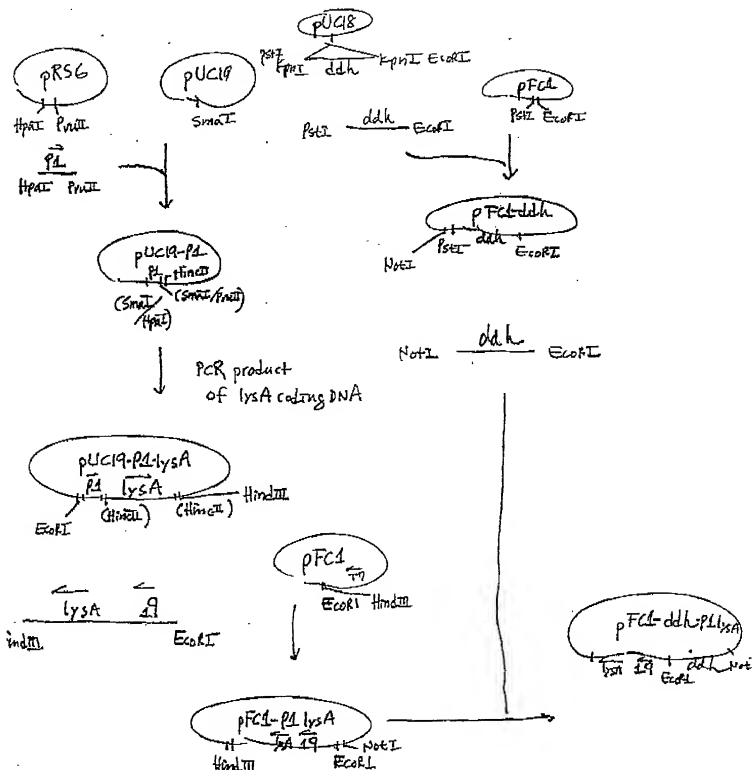 pUC18
PstI
KpnI ddh KpnI EcoRI
pRS6
HpaI PvuII
P1
HpaI PvuII
pUC19
SmaI
pFC1
PstI EcoRI
PstI ddh EcoRI
pFC1-ddh
NotI PstI ddh EcoRI
pUC19-P1
P1 HincII
(SmaI/HpaI) (SmaI/PvuII)
NotI ddh EcoRI
PCR product
of lysA coding DNA
pUC19-P1-lysA
P1 lysA
EcoRI (HincII) (HincII) HindIII
pFC1
T7
EcoRI HindIII
lysA P1
indIII EcoRI
pFC1-ddh-P1lysA
lysA P1 EcoRI ddh Not
pFC1-P1 lysA
lysA P1 NotI
HindIII EcoRI